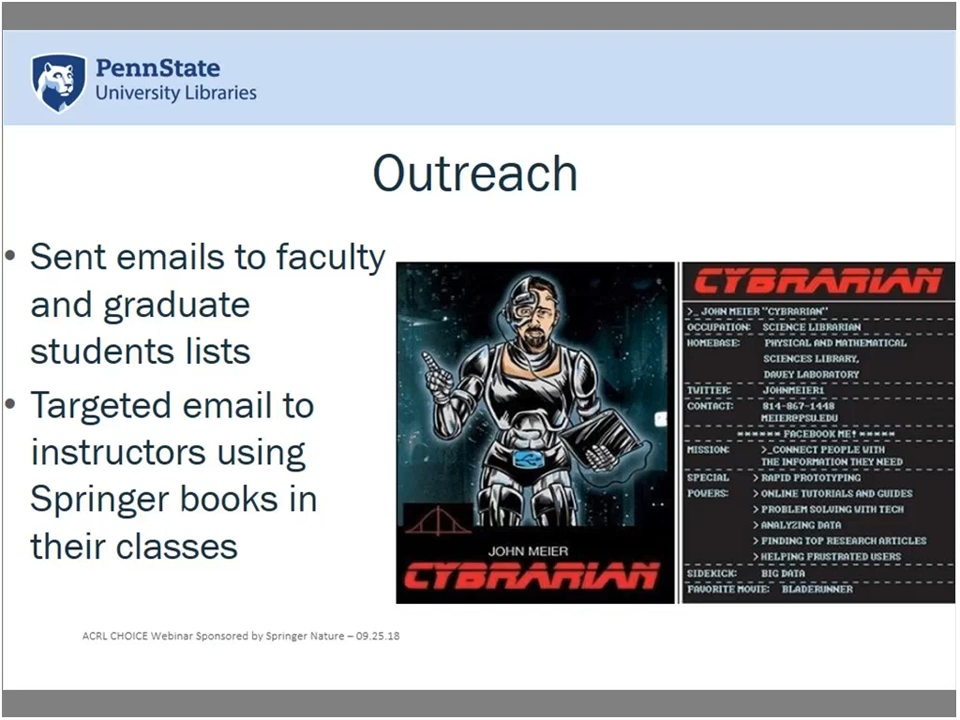 PennState
University Libraries
Outreach
• Sent emails to faculty
and graduate
students lists
• Targeted email to
instructors using
Springer books in
their classes
JOHN MEIER
CYBRARIAN
CYBRARIAN
>_ JOHN MEIER "CYBRARIAN"
OCCUPATION: SCIENCE LIBRARIAN
HOMEBASE: PHYSICAL AND MATHEMATICAL
SCIENCES LIBRARY,
DAVEY LABORATORY
TWITTER: JOHNMEIER1
CONTACT: 814-867-1448
MEIER@PSU.EDU
****** FACEBOOK ME! *****
MISSION: >_CONNECT PEOPLE WITH
THE INFORMATION THEY NEED
SPECIAL > RAPID PROTOTYPING
POWERS: > ONLINE TUTORIALS AND GUIDES
> PROBLEM SOLVING WITH TECH
> ANALYZING DATA
> FINDING TOP RESEARCH ARTICLES
> HELPING FRUSTRATED USERS
SIDEKICK: BIG DATA
FAVORITE MOVIE: BLADERUNNER
ACRL CHOICE Webinar Sponsored by Springer Nature – 09.25.18